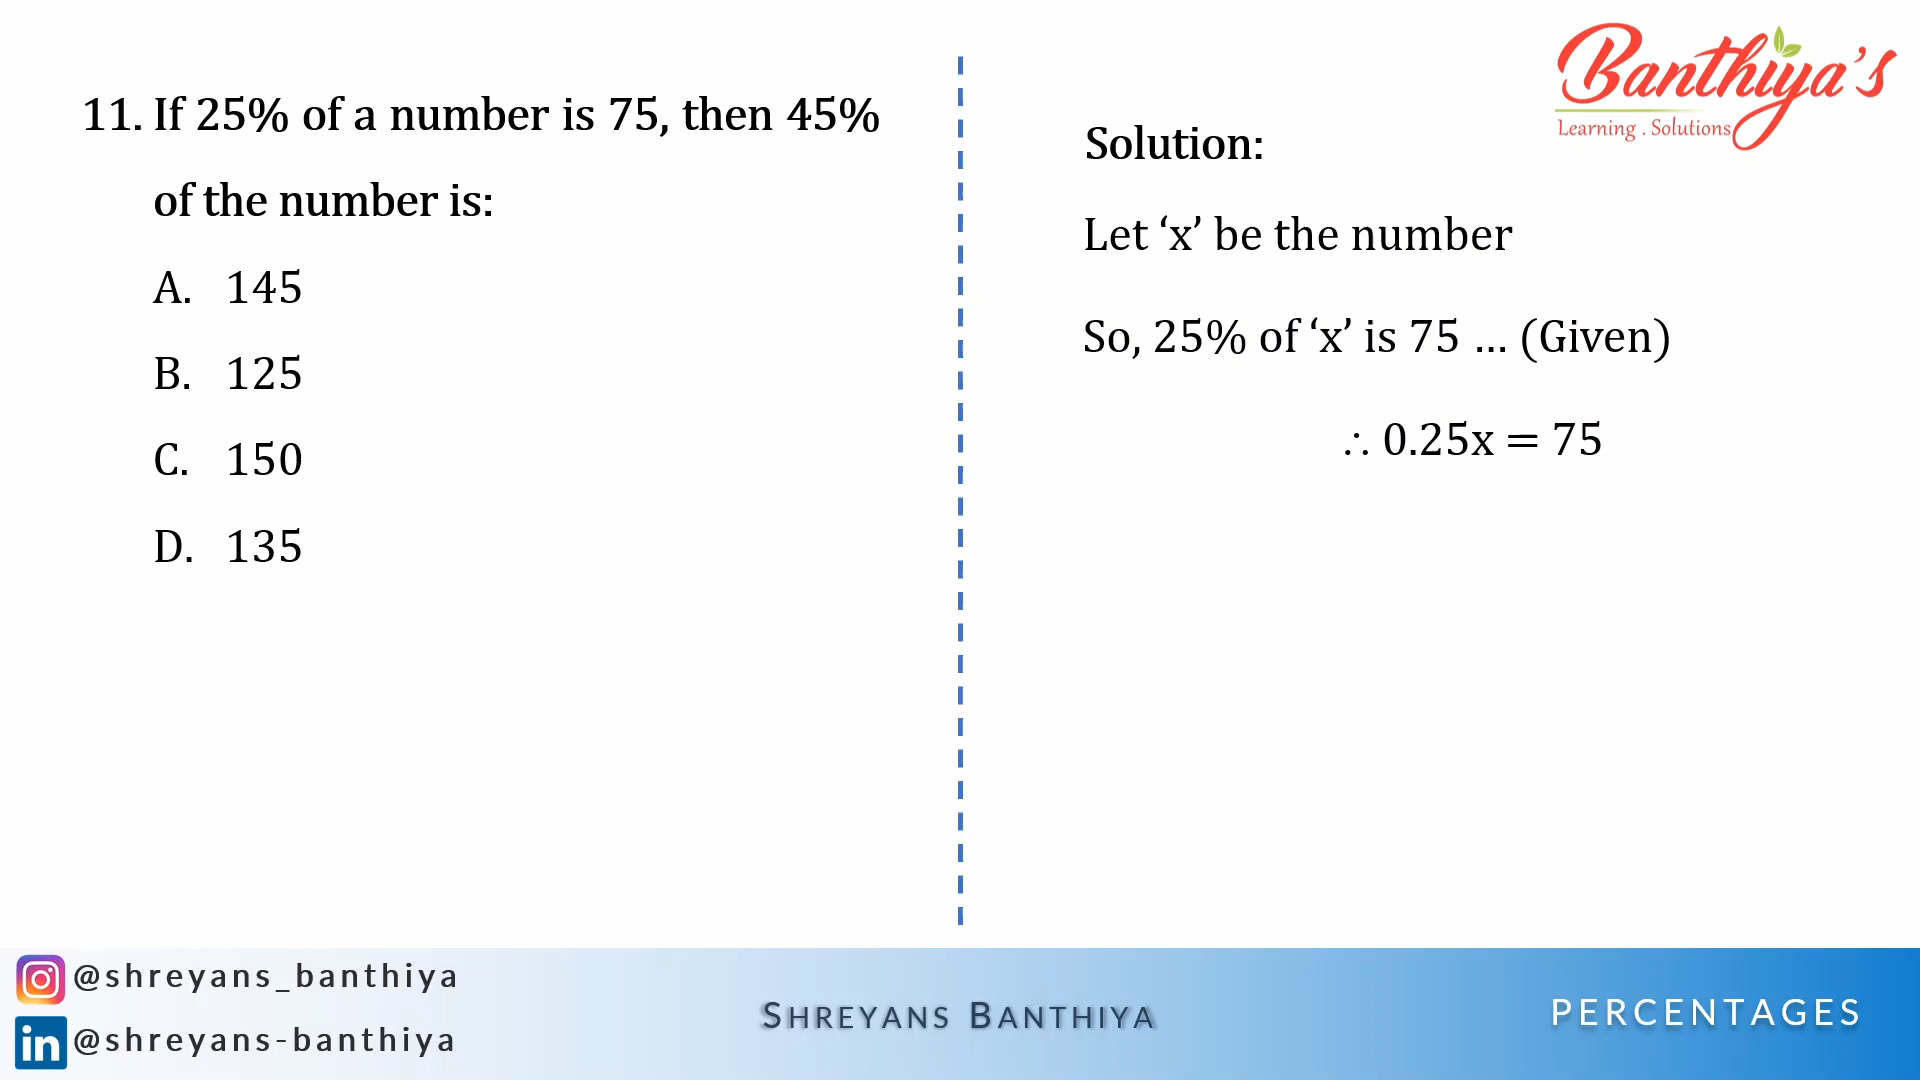 11. If 25% of a number is 75, then 45%
of the number is:
A. 145
B. 125
C. 150
D. 135
Banthiya's
Learning . Solutions
Solution:
Let ‘x’ be the number
So, 25% of ‘x’ is 75 ... (Given)
∴ 0.25x = 75
@shreyans_banthiya
@shreyans-banthiya
SHREYANS BANTHIYA
PERCENTAGES